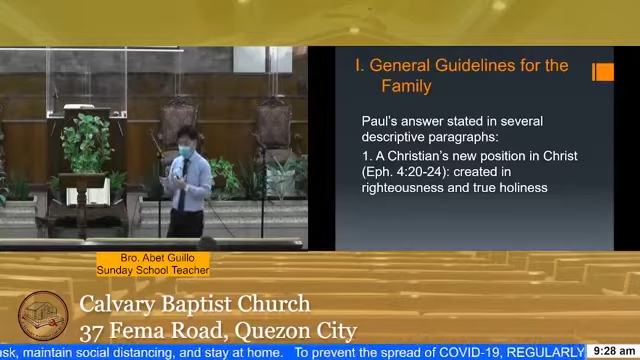 I. General Guidelines for the
Family
Paul's answer stated in several
descriptive paragraphs:
1. A Christian's new position in Christ
(Eph. 4:20-24): created in
righteousness and true holiness
Bro. Abet Guillo
Sunday School Teacher
Calvary Baptist Church
37 Fema Road, Quezon City
ask, maintain social distancing, and stay at home. To prevent the spread of COVID-19, REGULARLY
9:28 am